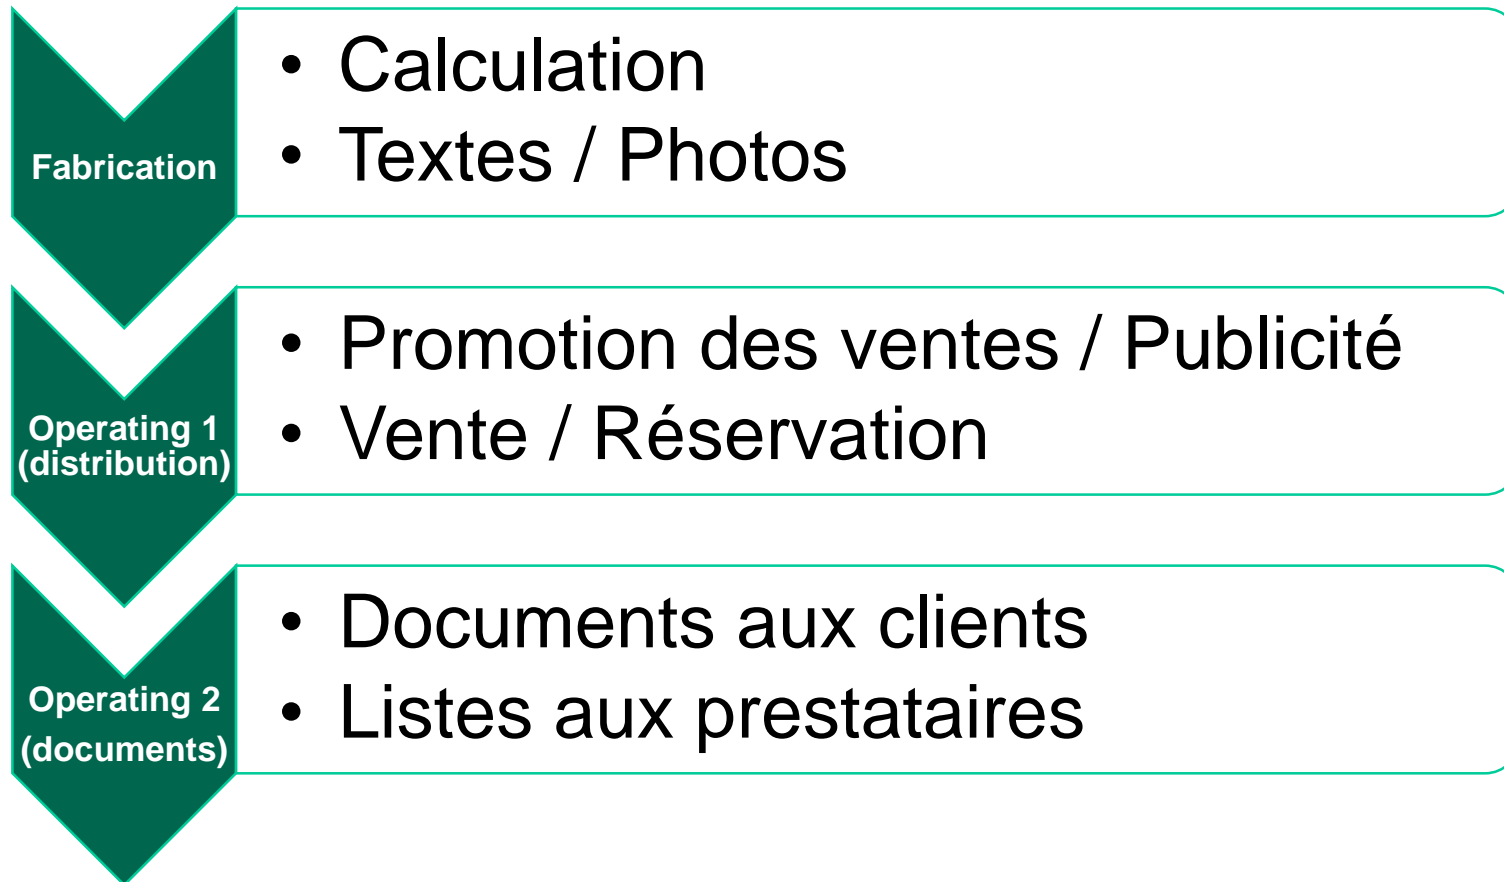 Fabrication
• Calculation
• Textes / Photos
Operating 1
(distribution)
• Promotion des ventes / Publicité
• Vente / Réservation
Operating 2
(documents)
• Documents aux clients
• Listes aux prestataires